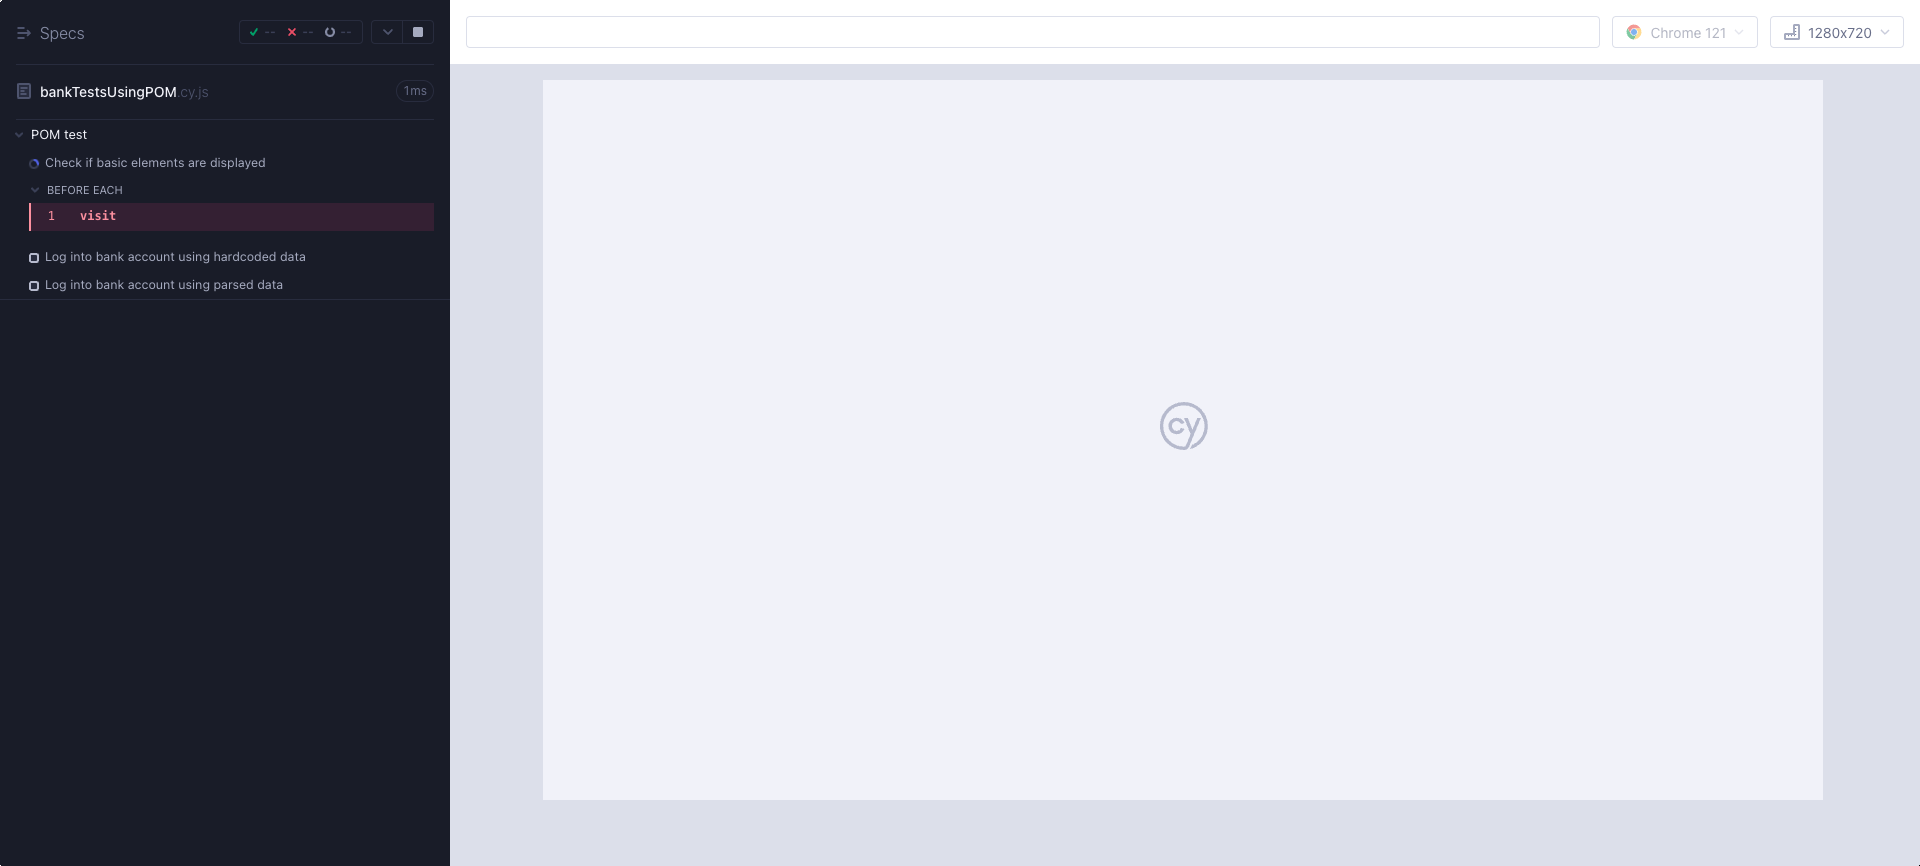 Specs
-- -- --
Chrome 121
1280x720
bankTestsUsingPOM.cy.js
1ms
POM test
Check if basic elements are displayed
BEFORE EACH
1 visit
Log into bank account using hardcoded data
Log into bank account using parsed data
cy